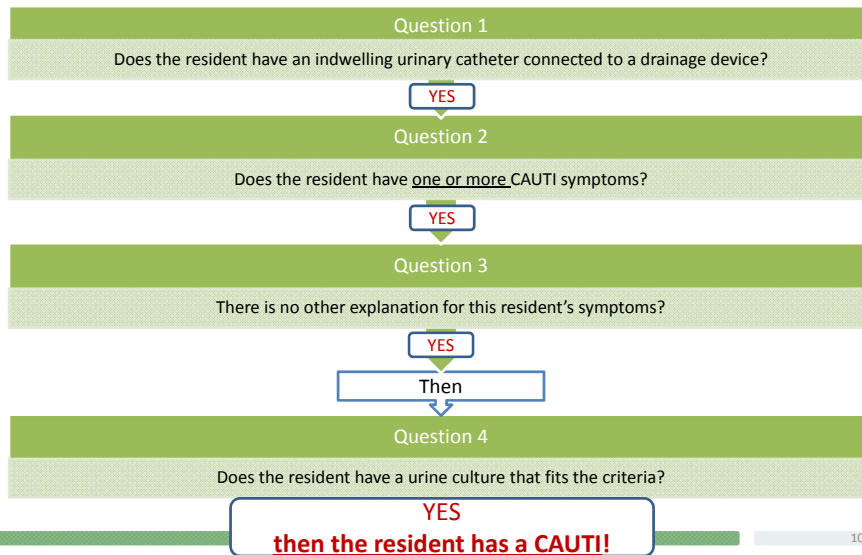 Question 1
Does the resident have an indwelling urinary catheter connected to a drainage device?
YES
Question 2
Does the resident have one or more CAUTI symptoms?
YES
Question 3
There is no other explanation for this resident’s symptoms?
YES
Then
Question 4
Does the resident have a urine culture that fits the criteria?
YES
then the resident has a CAUTI!
10